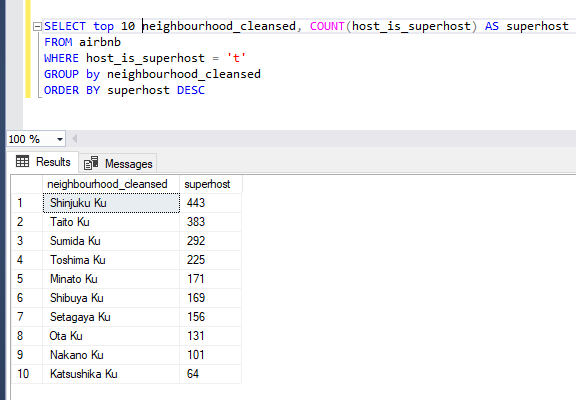 SELECT top 10 neighbourhood_cleansed, COUNT(host_is_superhost) AS superhost
FROM airbnb
WHERE host_is_superhost = 't'
GROUP by neighbourhood_cleansed
ORDER BY superhost DESC
100 %
Results Messages
neighbourhood_cleansed superhost
1 Shinjuku Ku 443
2 Taito Ku 383
3 Sumida Ku 292
4 Toshima Ku 225
5 Minato Ku 171
6 Shibuya Ku 169
7 Setagaya Ku 156
8 Ota Ku 131
9 Nakano Ku 101
10 Katsushika Ku 64